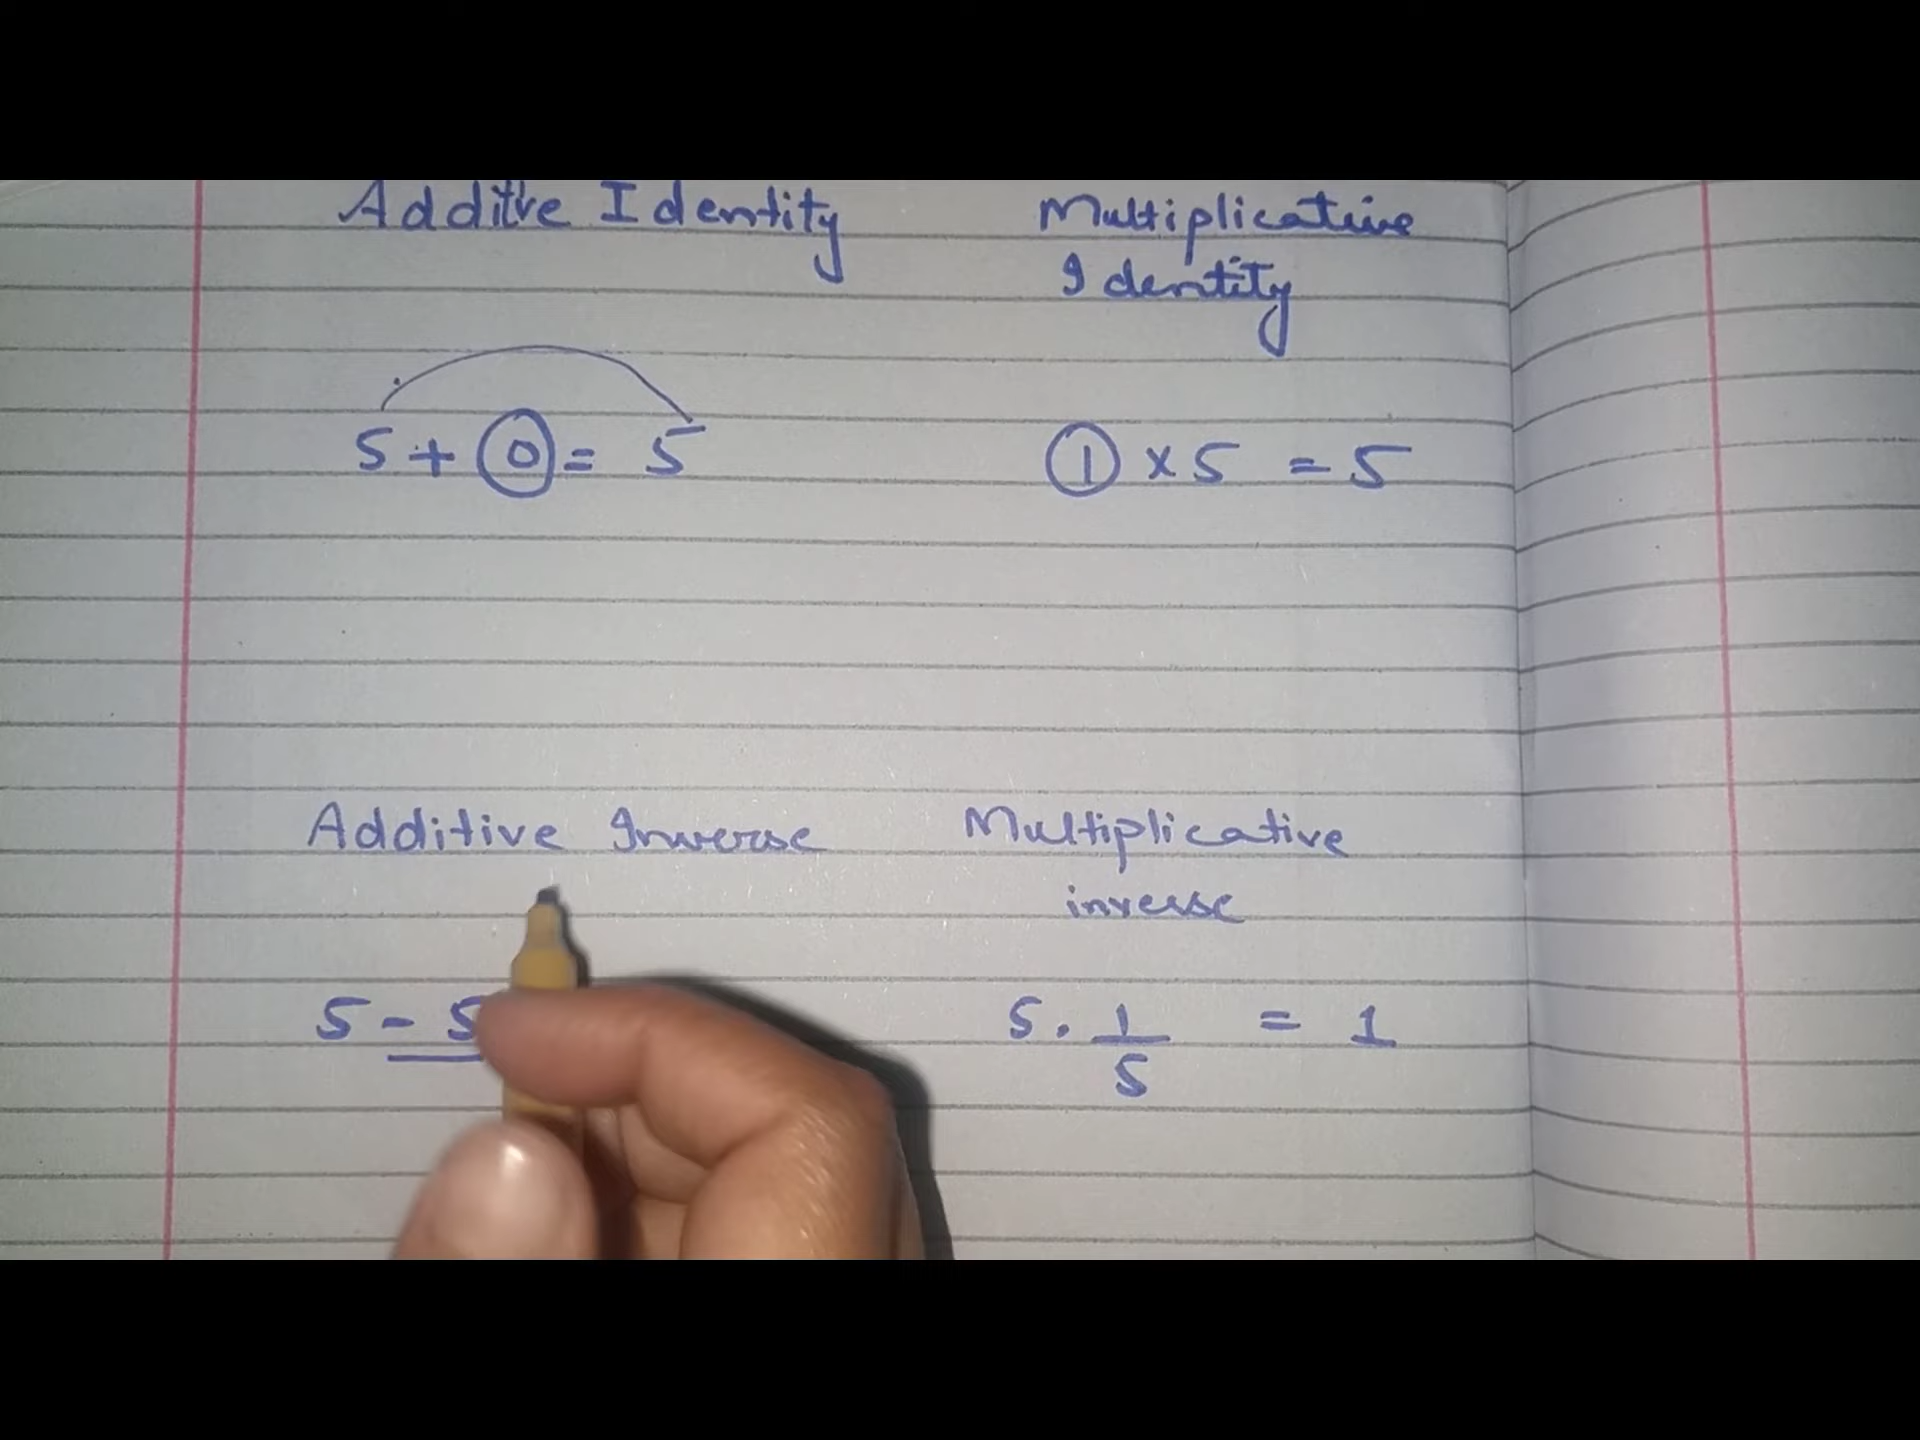 Additive Identity
Multiplicative
Identity
5 + 0 = 5
1 × 5 = 5
Additive Inverse
Multiplicative
inverse
5 - 5
5 . 1/5 = 1